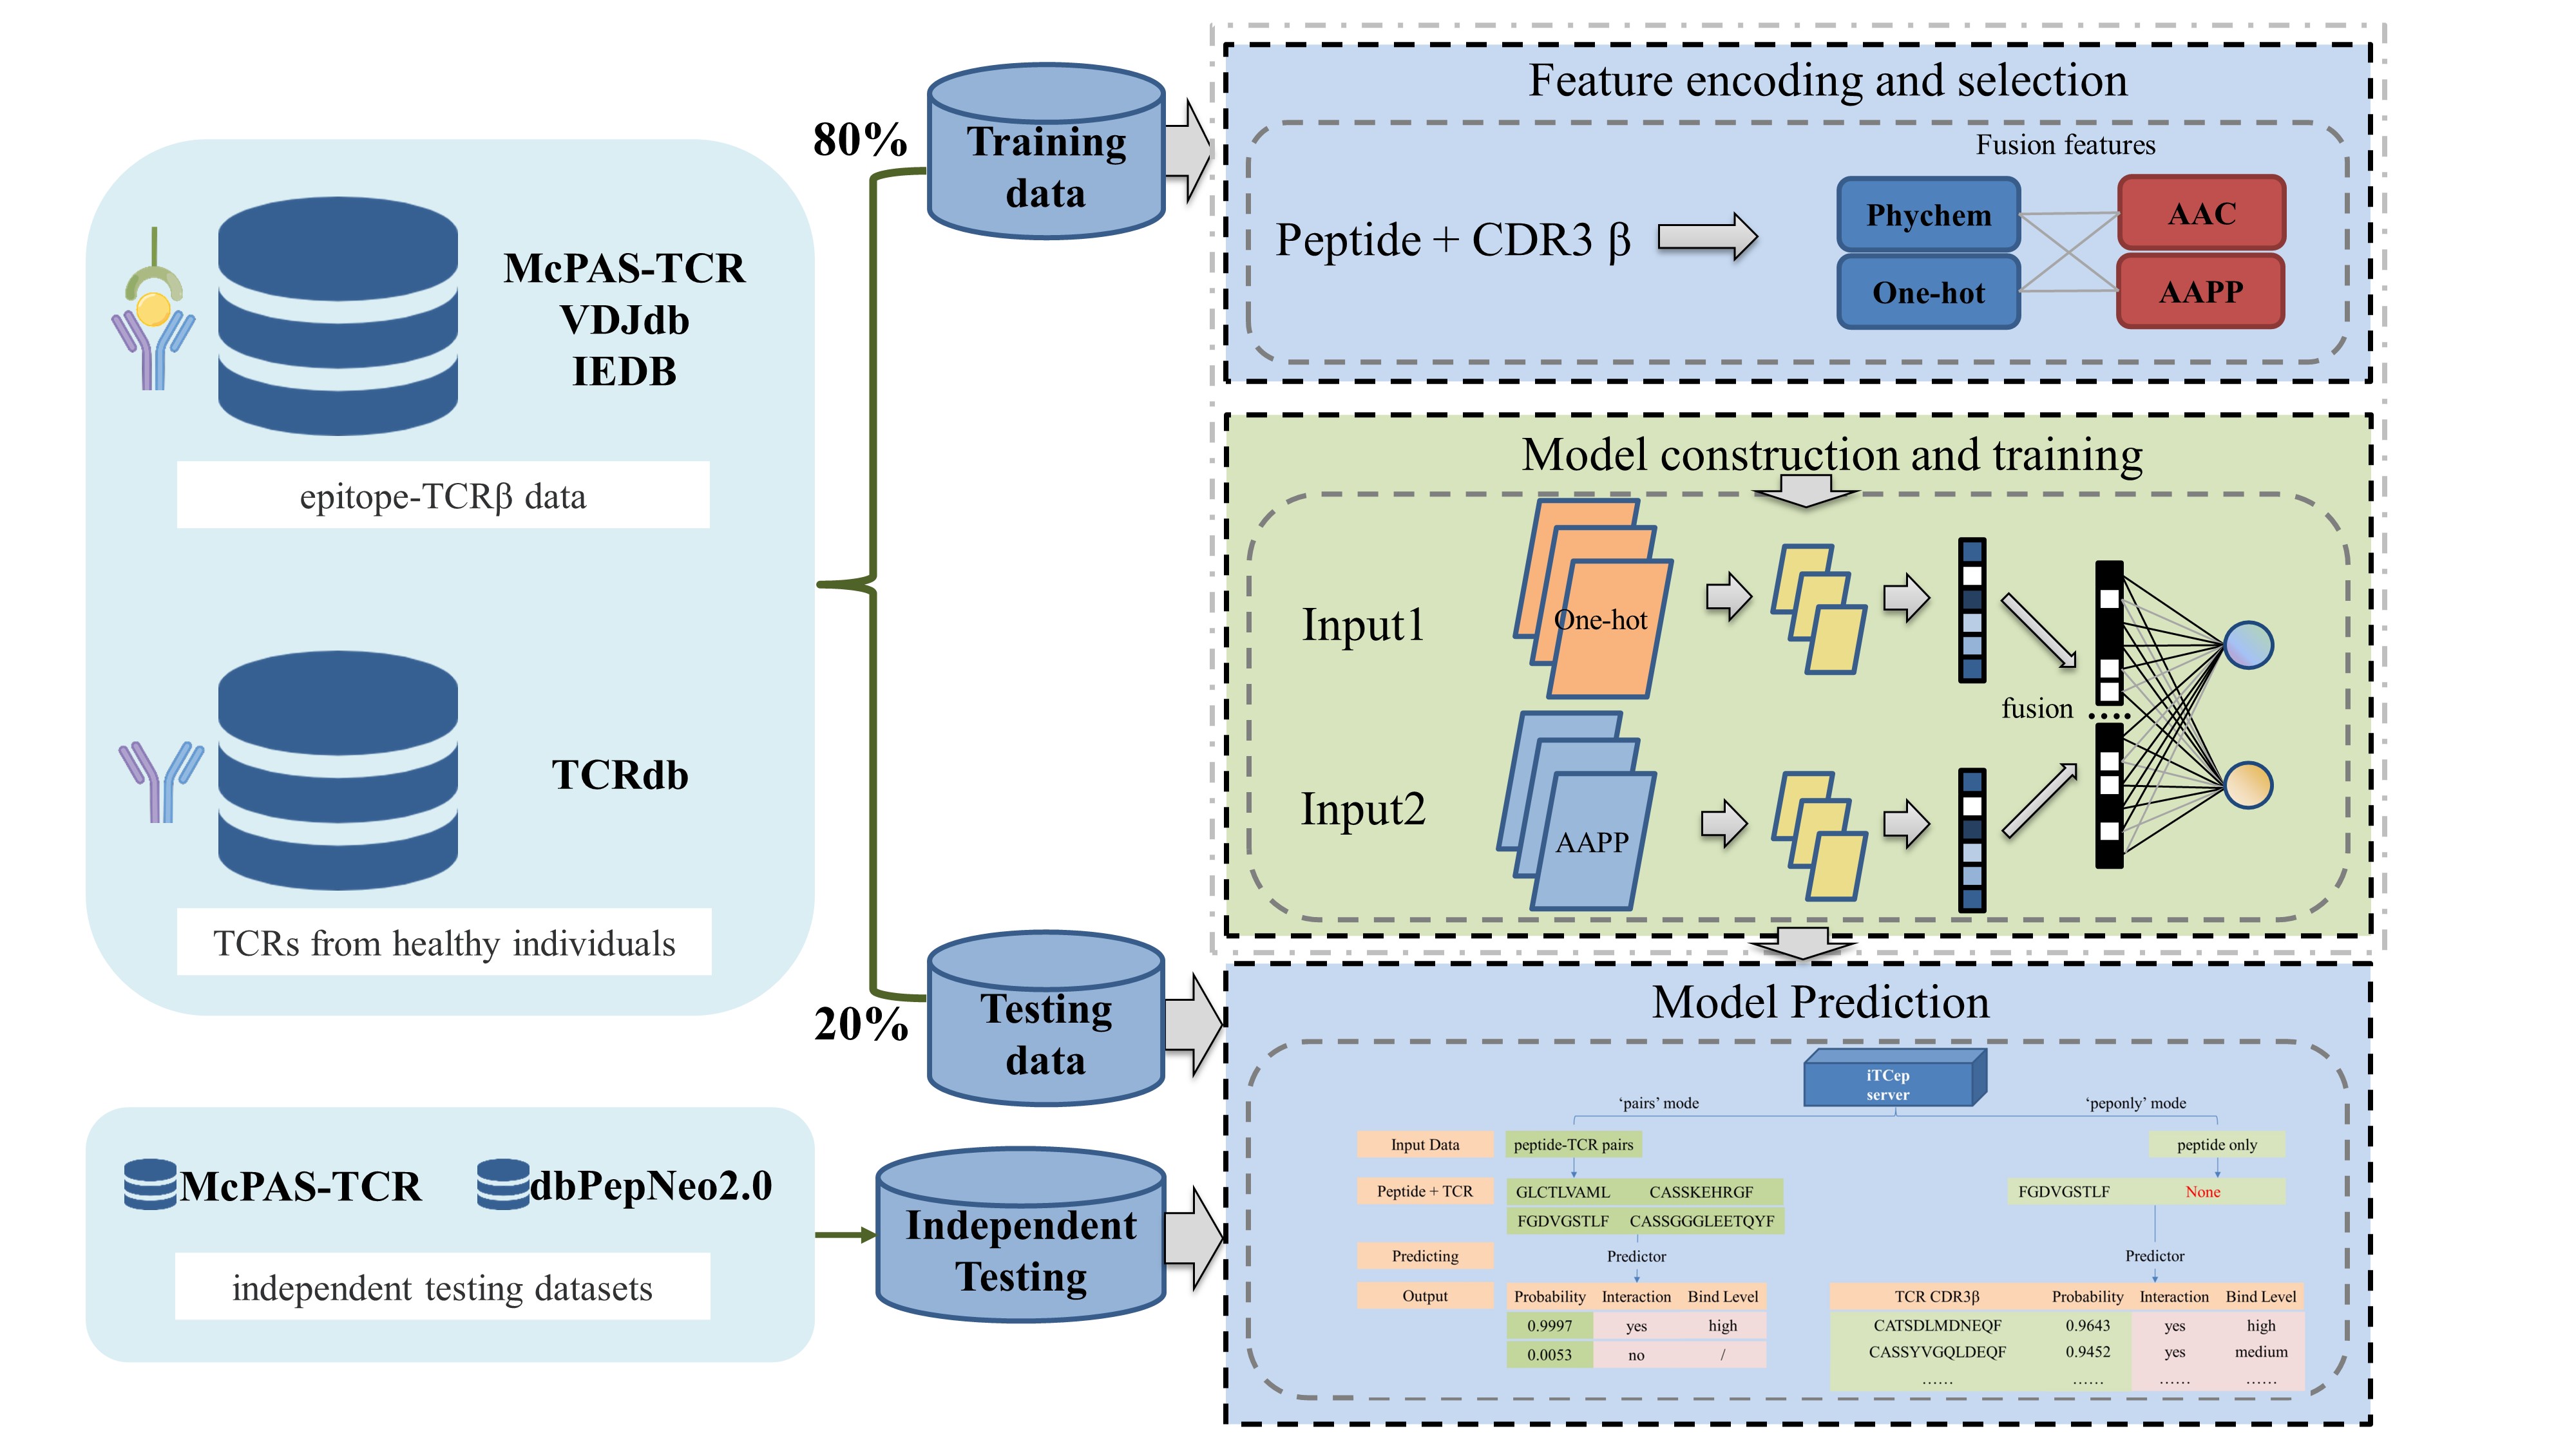 McPAS-TCR
VDJdb
IEDB
epitope-TCRβ data
TCRdb
TCRs from healthy individuals
McPAS-TCR dbPepNeo2.0
independent testing datasets
80%
Training
data
20%
Testing
data
Independent
Testing
Feature encoding and selection
Fusion features
Peptide + CDR3 β
Phychem AAC
One-hot AAPP
Model construction and training
Input1
One-hot
fusion
Input2
AAPP
Model Prediction
iTCep
server
‘pairs’ mode ‘peponly’ mode
Input Data peptide-TCR pairs peptide only
Peptide + TCR GLCTLVAML CASSKEHRGF FGDVGSTLF None
FGDVGSTLF CASSGGGLEETQYF
Predicting Predictor Predictor
Output Probability Interaction Bind Level TCR CDR3β Probability Interaction Bind Level
0.9997 yes high CATSDLMDNEQF 0.9643 yes high
0.0053 no / CASSYVGQLDEQF 0.9452 yes medium
…… …… …… ……